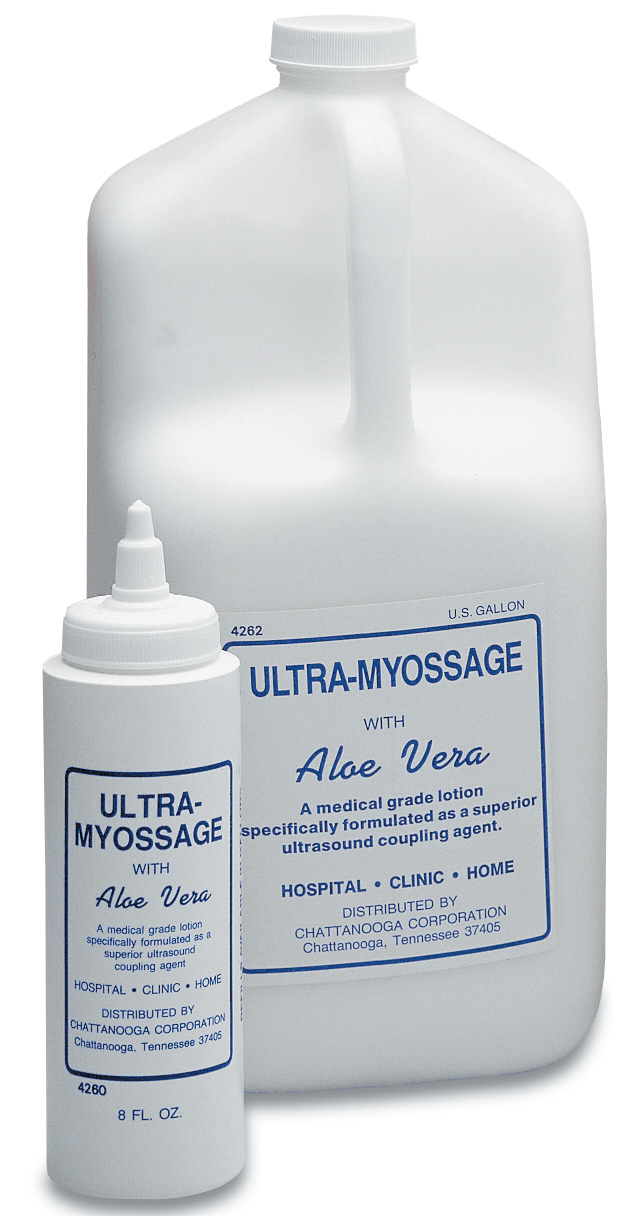 4262
U.S. GALLON
ULTRA-MYOSSAGE
WITH
Aloe Vera
A medical grade lotion
specifically formulated as a superior
ultrasound coupling agent.
HOSPITAL • CLINIC • HOME
DISTRIBUTED BY
CHATTANOOGA CORPORATION
Chattanooga, Tennessee 37405
ULTRA-
MYOSSAGE
WITH
Aloe Vera
A medical grade lotion
specifically formulated as a
superior ultrasound
coupling agent
HOSPITAL • CLINIC • HOME
DISTRIBUTED BY
CHATTANOOGA CORPORATION
Chattanooga, Tennessee 37405
4260
8 FL. OZ.